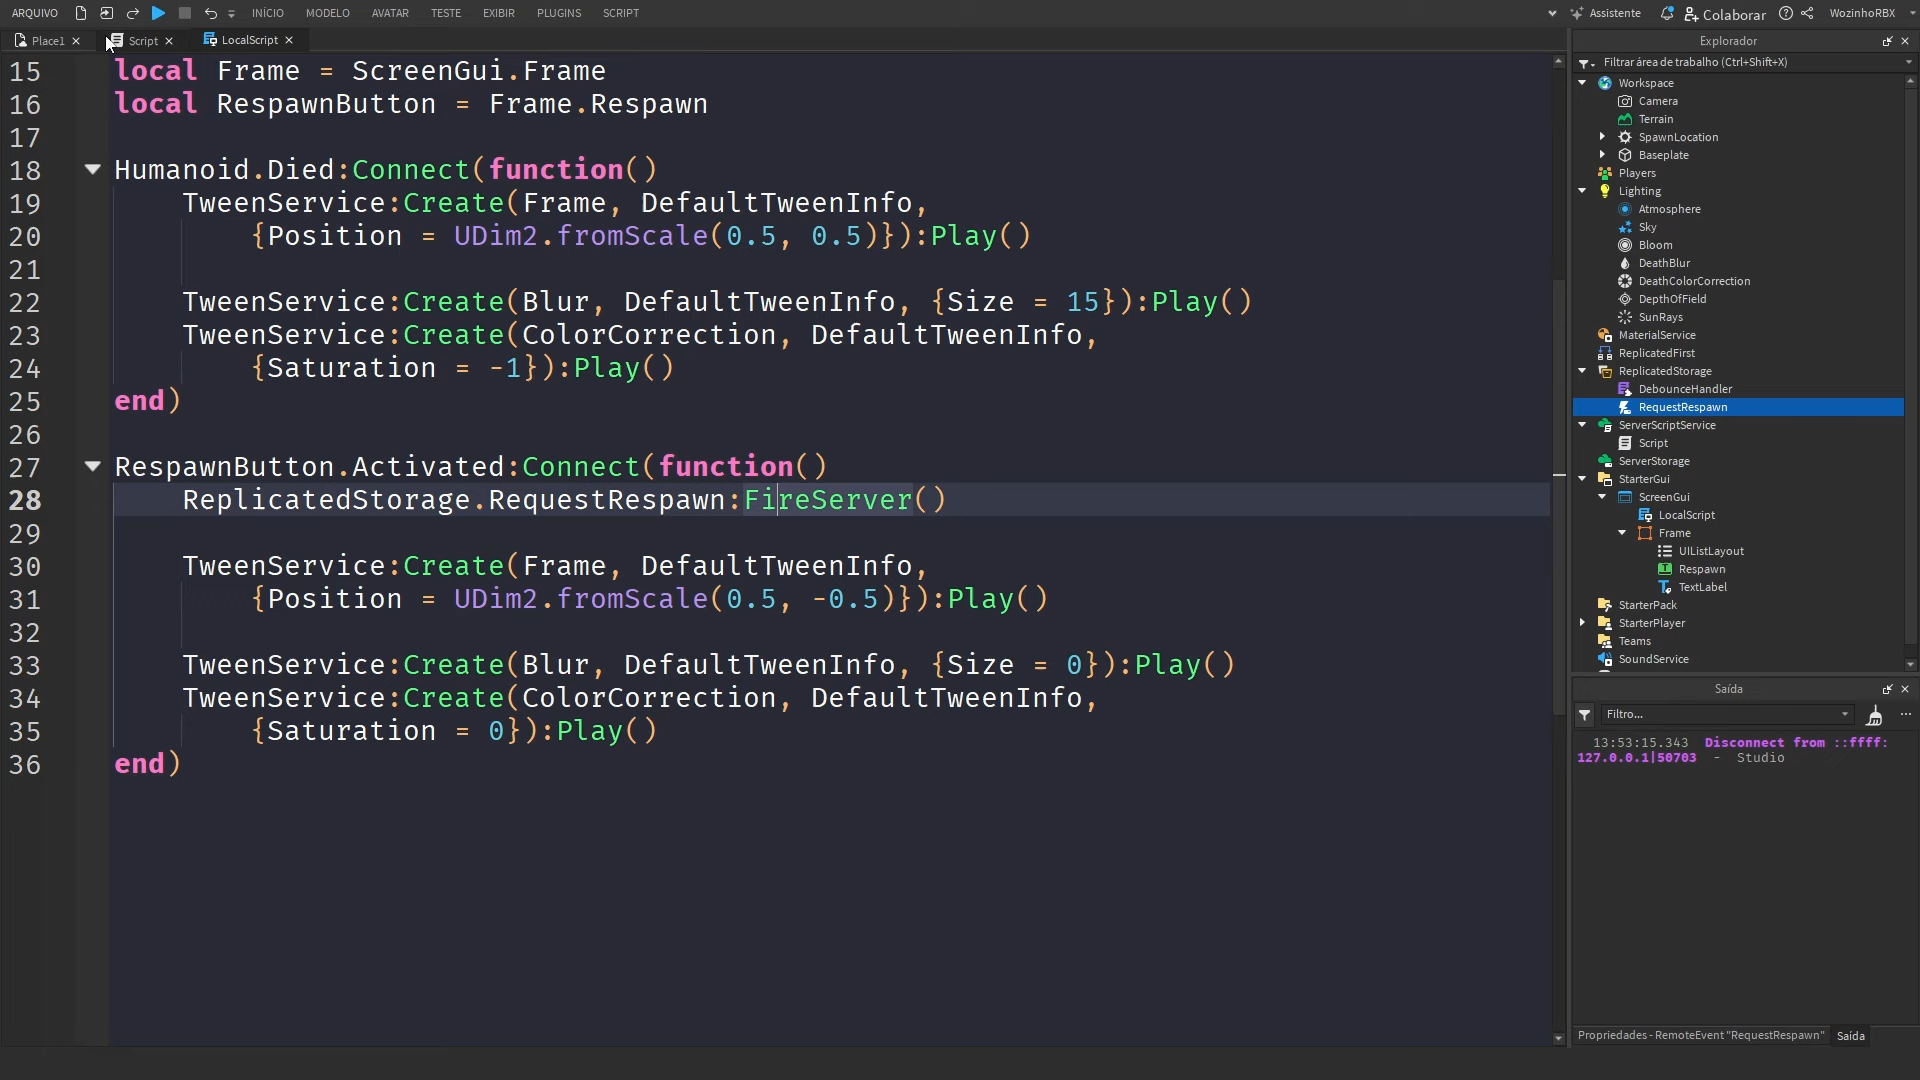 ARQUIVO INÍCIO MODELO AVATAR TESTE EXIBIR PLUGINS SCRIPT Assistente Colaborar WozinhoRBX
Place1 Script LocalScript
15 local Frame = ScreenGui.Frame
16 local RespawnButton = Frame.Respawn
17
18 Humanoid.Died:Connect(function()
19 TweenService:Create(Frame, DefaultTweenInfo,
20 {Position = UDim2.fromScale(0.5, 0.5)}):Play()
21
22 TweenService:Create(Blur, DefaultTweenInfo, {Size = 15}):Play()
23 TweenService:Create(ColorCorrection, DefaultTweenInfo,
24 {Saturation = -1}):Play()
25 end)
26
27 RespawnButton.Activated:Connect(function()
28 ReplicatedStorage.RequestRespawn:FireServer()
29
30 TweenService:Create(Frame, DefaultTweenInfo,
31 {Position = UDim2.fromScale(0.5, -0.5)}):Play()
32
33 TweenService:Create(Blur, DefaultTweenInfo, {Size = 0}):Play()
34 TweenService:Create(ColorCorrection, DefaultTweenInfo,
35 {Saturation = 0}):Play()
36 end)
Explorador
Filtrar área de trabalho (Ctrl+Shift+X)
Workspace
Camera
Terrain
SpawnLocation
Baseplate
Players
Lighting
Atmosphere
Sky
Bloom
DeathBlur
DeathColorCorrection
DepthOfField
SunRays
MaterialService
ReplicatedFirst
ReplicatedStorage
DebounceHandler
RequestRespawn
ServerScriptService
Script
ServerStorage
StarterGui
ScreenGui
LocalScript
Frame
UIListLayout
Respawn
TextLabel
StarterPack
StarterPlayer
Teams
SoundService
Saída
Filtro...
13:53:15.343 Disconnect from ::ffff:
127.0.0.1|50703 - Studio
Propriedades - RemoteEvent "RequestRespawn" Saída